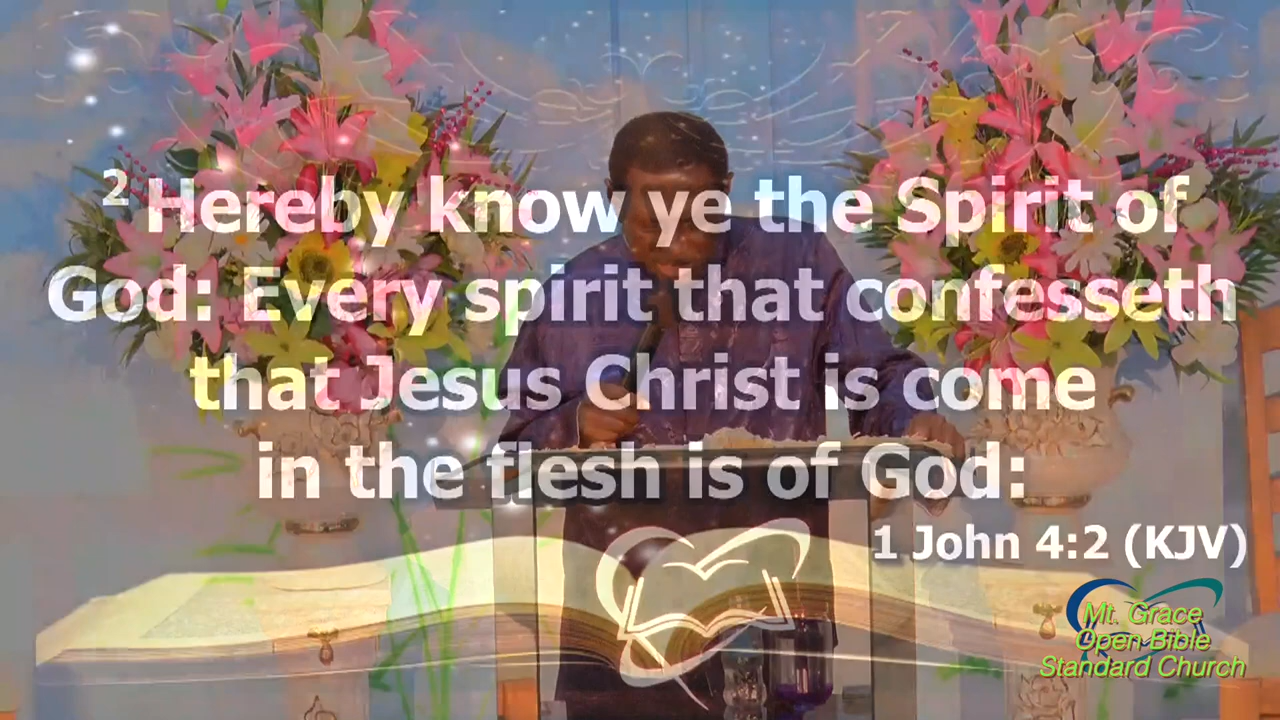 2 Hereby know ye the Spirit of
God: Every spirit that confesseth
that Jesus Christ is come
in the flesh is of God:
1 John 4:2 (KJV)
Mt. Grace
Open Bible
Standard Church